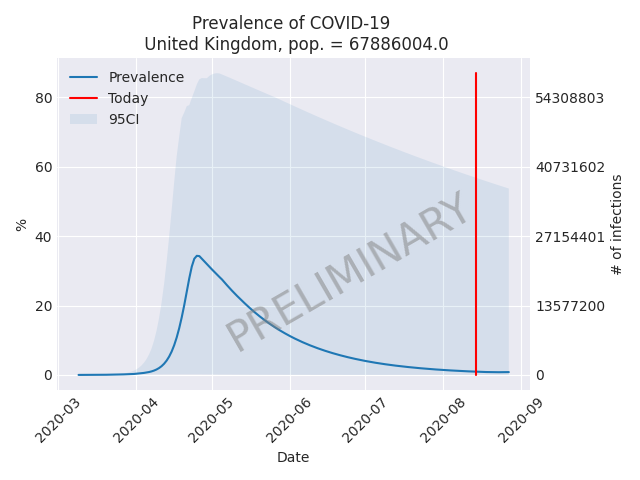 Prevalence of COVID-19
United Kingdom, pop. = 67886004.0
Prevalence
Today
95CI
80
60
40
20
0
%
54308803
40731602
27154401
13577200
0
# of infections
PRELIMINARY
2020-03
2020-04
2020-05
2020-06
2020-07
2020-08
2020-09
Date